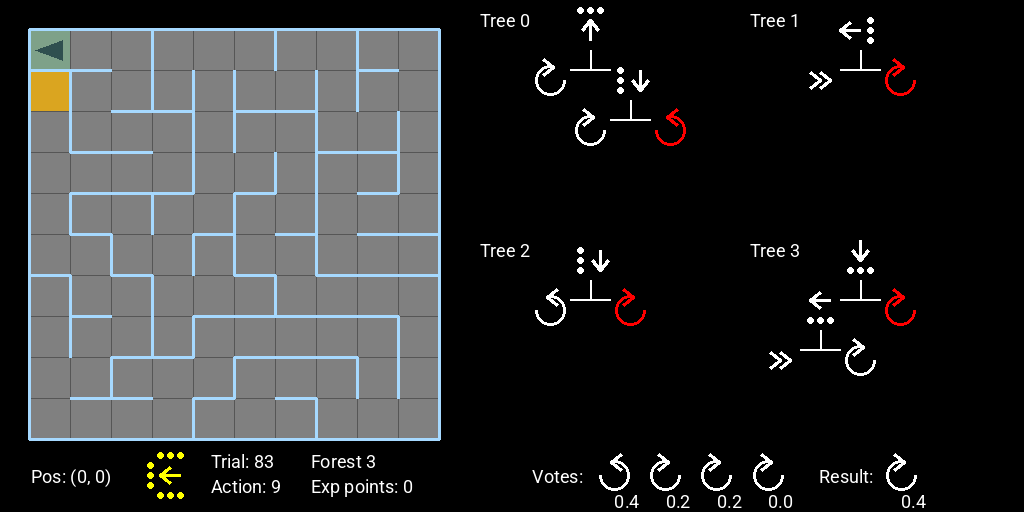 Tree 0
Tree 1
Tree 2
Tree 3
Pos: (0, 0)
Trial: 83
Forest 3
Action: 9
Exp points: 0
Votes:
0.4
0.2
0.2
0.0
Result:
0.4